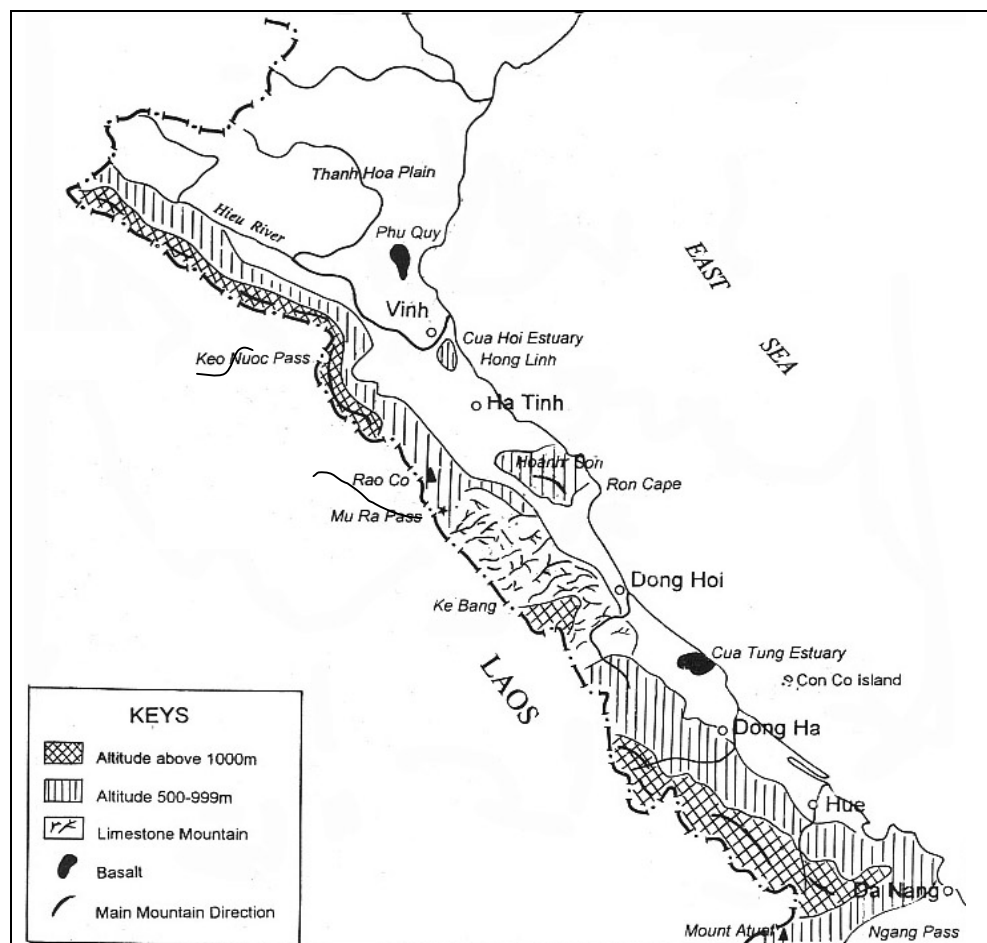 Thanh Hoa Plain
Hieu River
Phu Quy
EAST
SEA
Vinh
Cua Hoi Estuary
Hong Linh
Keo Nuoc Pass
Ha Tinh
Hoanh Son
Rao Co
Ron Cape
Mu Ra Pass
Dong Hoi
Ke Bang
Cua Tung Estuary
LAOS
Con Co island
Dong Ha
KEYS
Altitude above 1000m
Altitude 500-999m
Limestone Mountain
Basalt
Main Mountain Direction
Hue
Da Nang
Mount Atuat
Ngang Pass